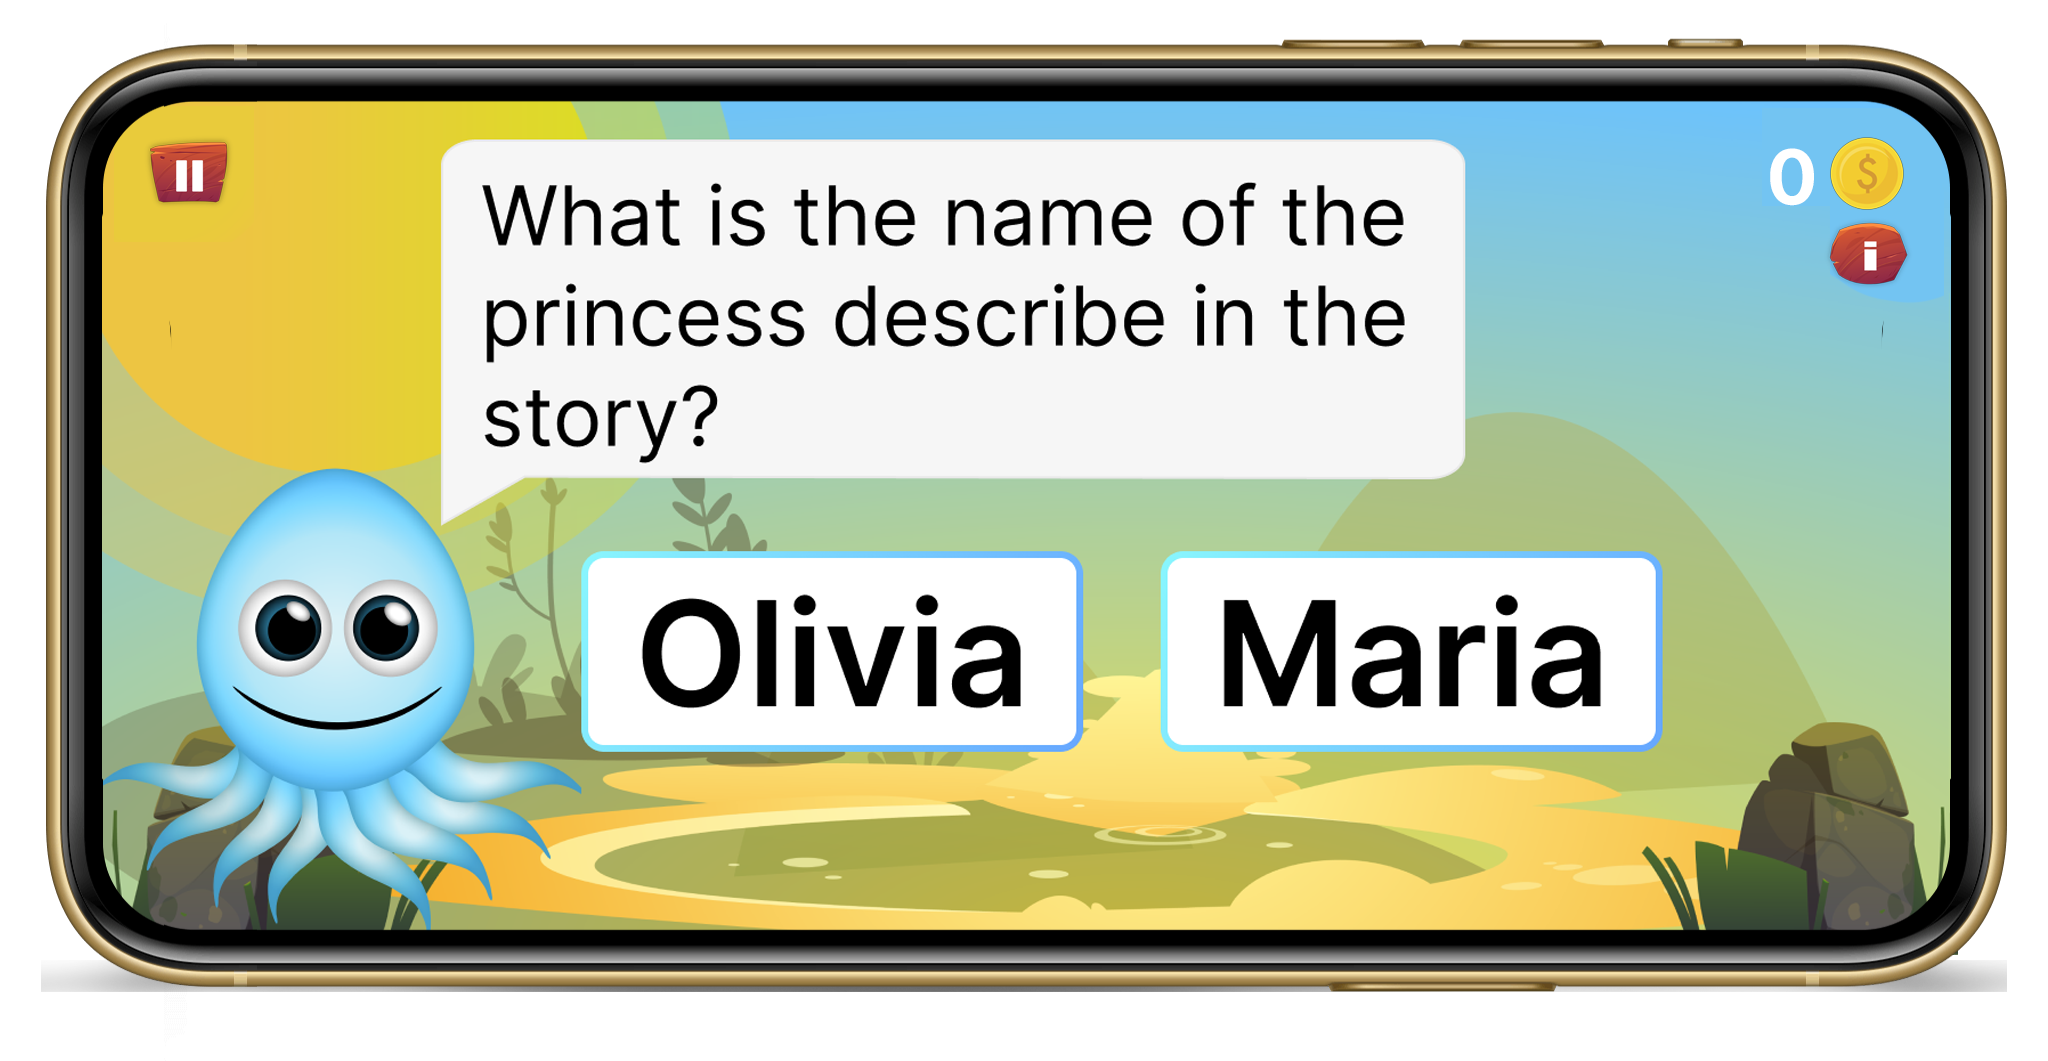 What is the name of the
princess describe in the
story?
0
$
i
Olivia
Maria